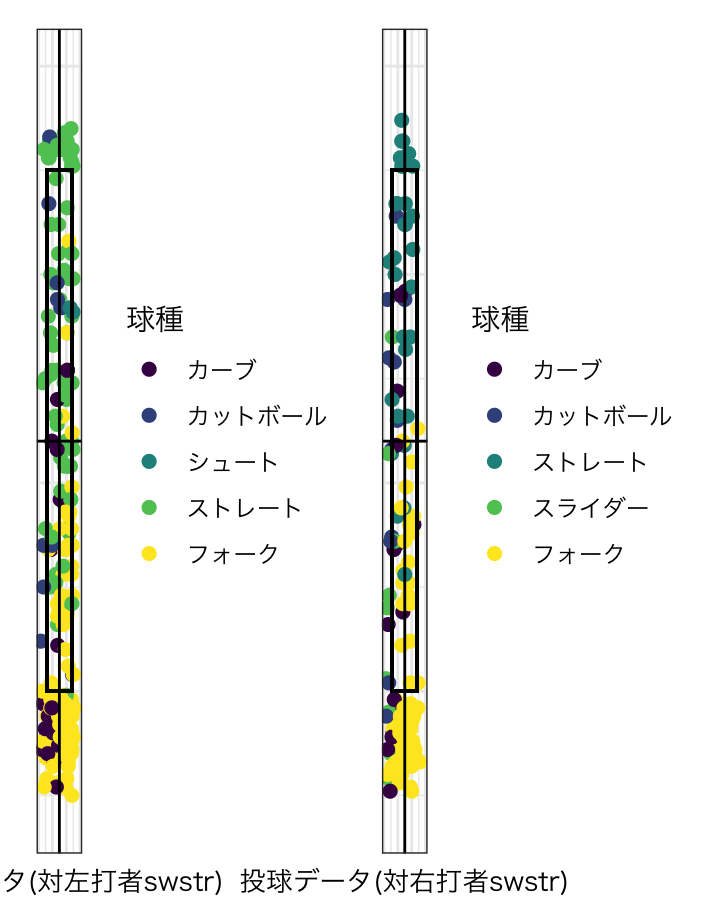 球種
カーブ
カットボール
シュート
ストレート
フォーク
タ(対左打者swstr)
球種
カーブ
カットボール
ストレート
スライダー
フォーク
投球データ(対右打者swstr)